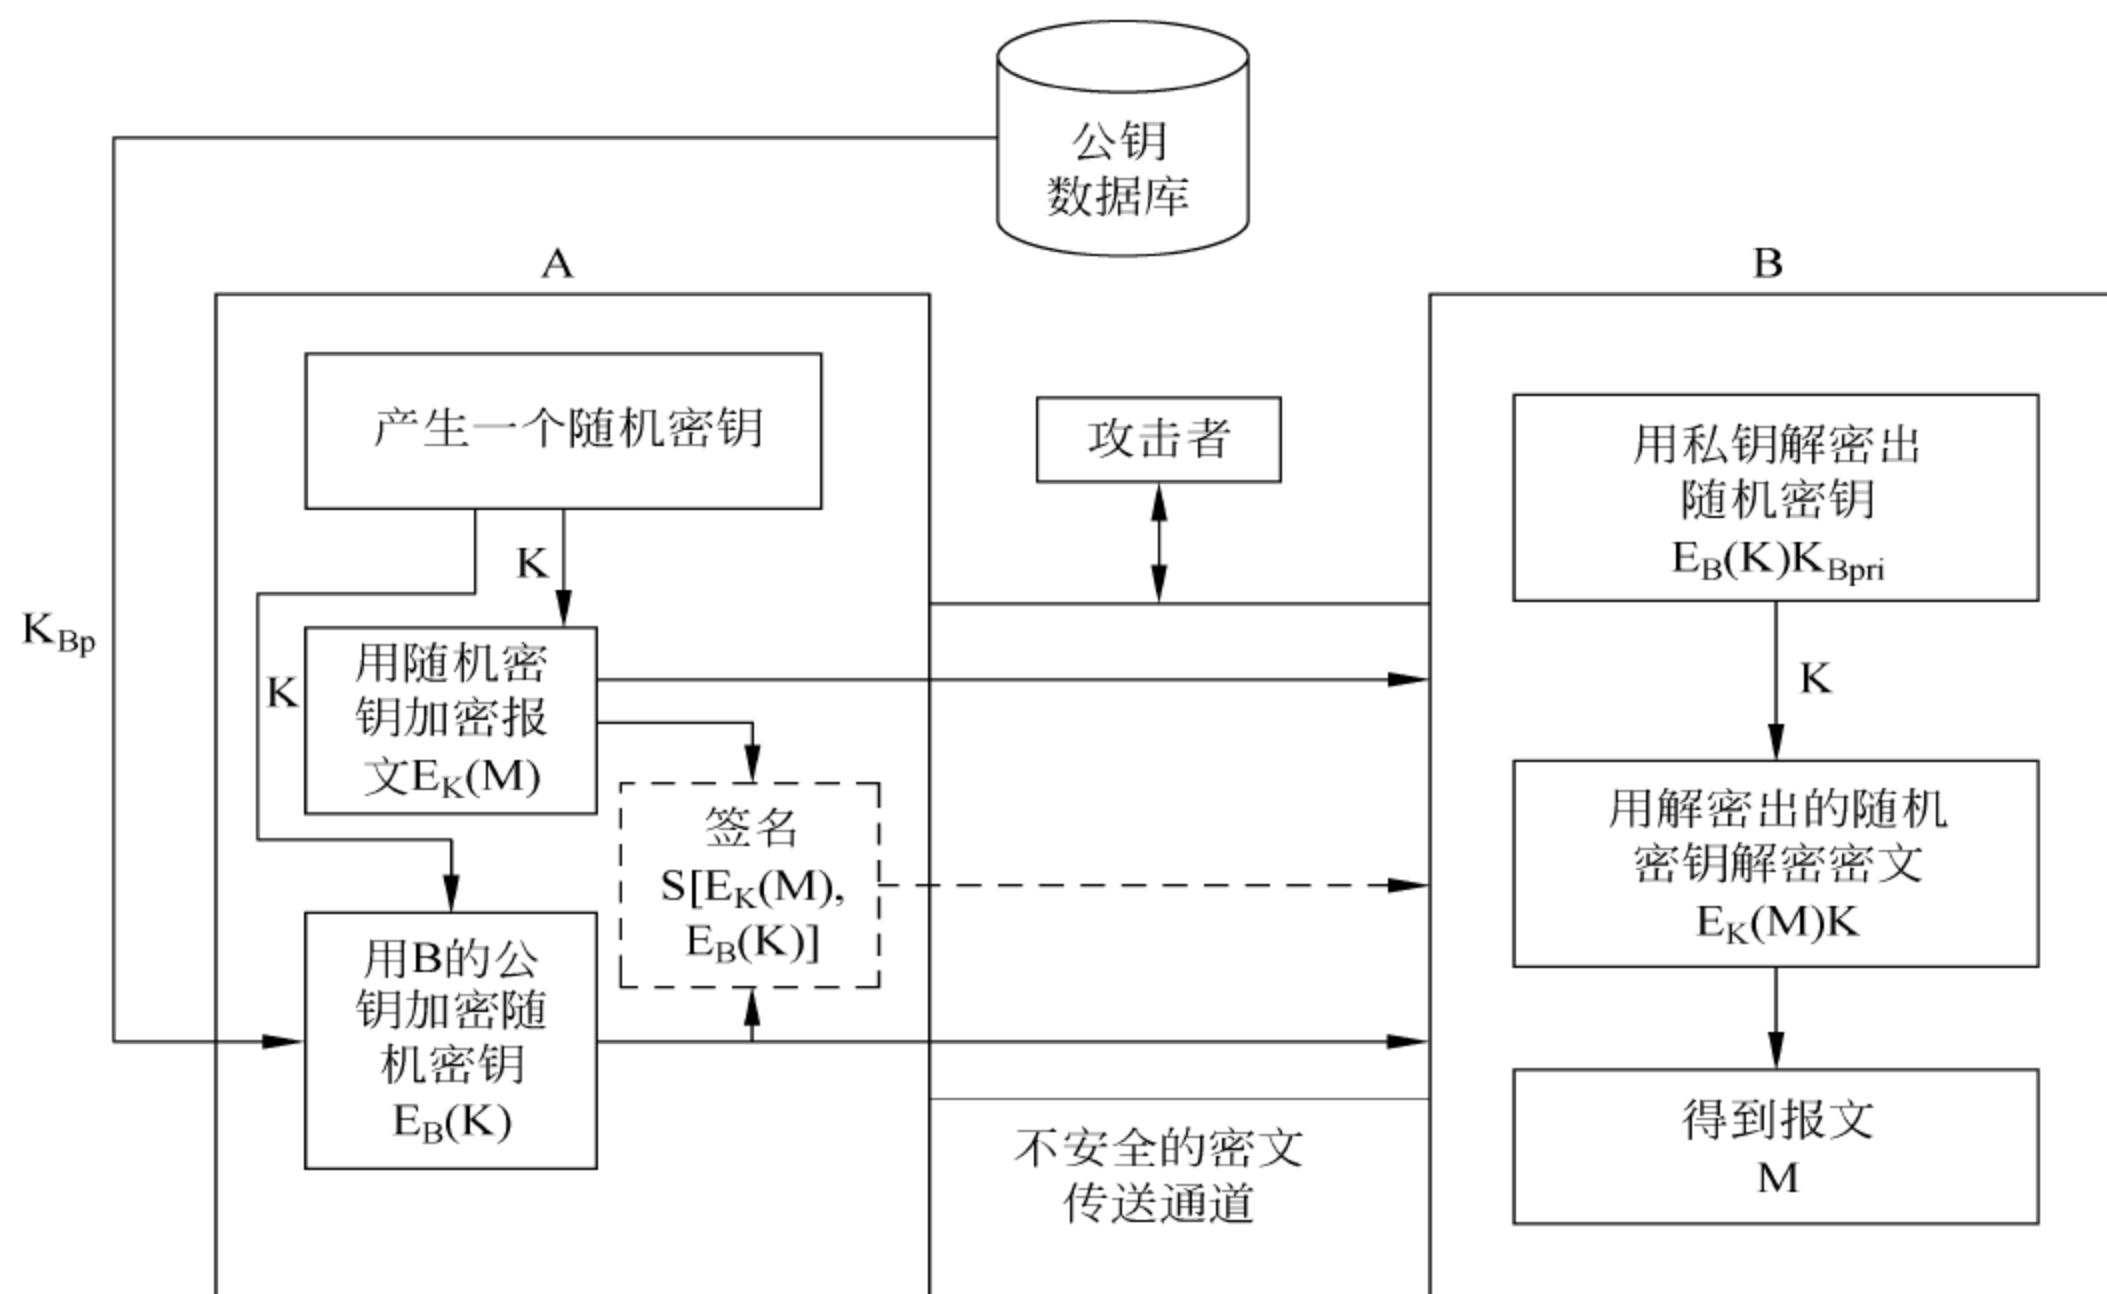 公钥
数据库
A
B
产生一个随机密钥
攻击者
用私钥解密出
随机密钥
E_B(K)K_Bpri
K
K_Bp
用随机密
钥加密报
文E_K(M)
K
K
签名
S[E_K(M),
E_B(K)]
用解密出的随机
密钥解密密文
E_K(M)K
用B的公
钥加密随
机密钥
E_B(K)
得到报文
M
不安全的密文
传送通道